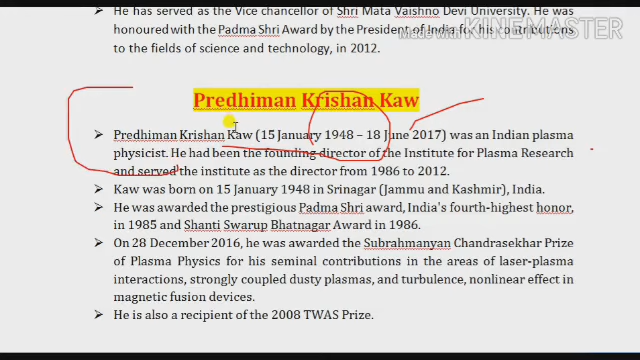 He has served as the Vice chancellor of Shri Mata Vaishno Devi University. He was
honoured with the Padma Shri Award by the President of India for his contributions
to the fields of science and technology, in 2012.
Made with KINEMASTER
Predhiman Krishan Kaw
➢ Predhiman Krishan Kaw (15 January 1948 – 18 June 2017) was an Indian plasma
physicist. He had been the founding director of the Institute for Plasma Research
and served the institute as the director from 1986 to 2012.
➢ Kaw was born on 15 January 1948 in Srinagar (Jammu and Kashmir), India.
➢ He was awarded the prestigious Padma Shri award, India's fourth-highest honor,
in 1985 and Shanti Swarup Bhatnagar Award in 1986.
➢ On 28 December 2016, he was awarded the Subrahmanyan Chandrasekhar Prize
of Plasma Physics for his seminal contributions in the areas of laser-plasma
interactions, strongly coupled dusty plasmas, and turbulence, nonlinear effect in
magnetic fusion devices.
➢ He is also a recipient of the 2008 TWAS Prize.